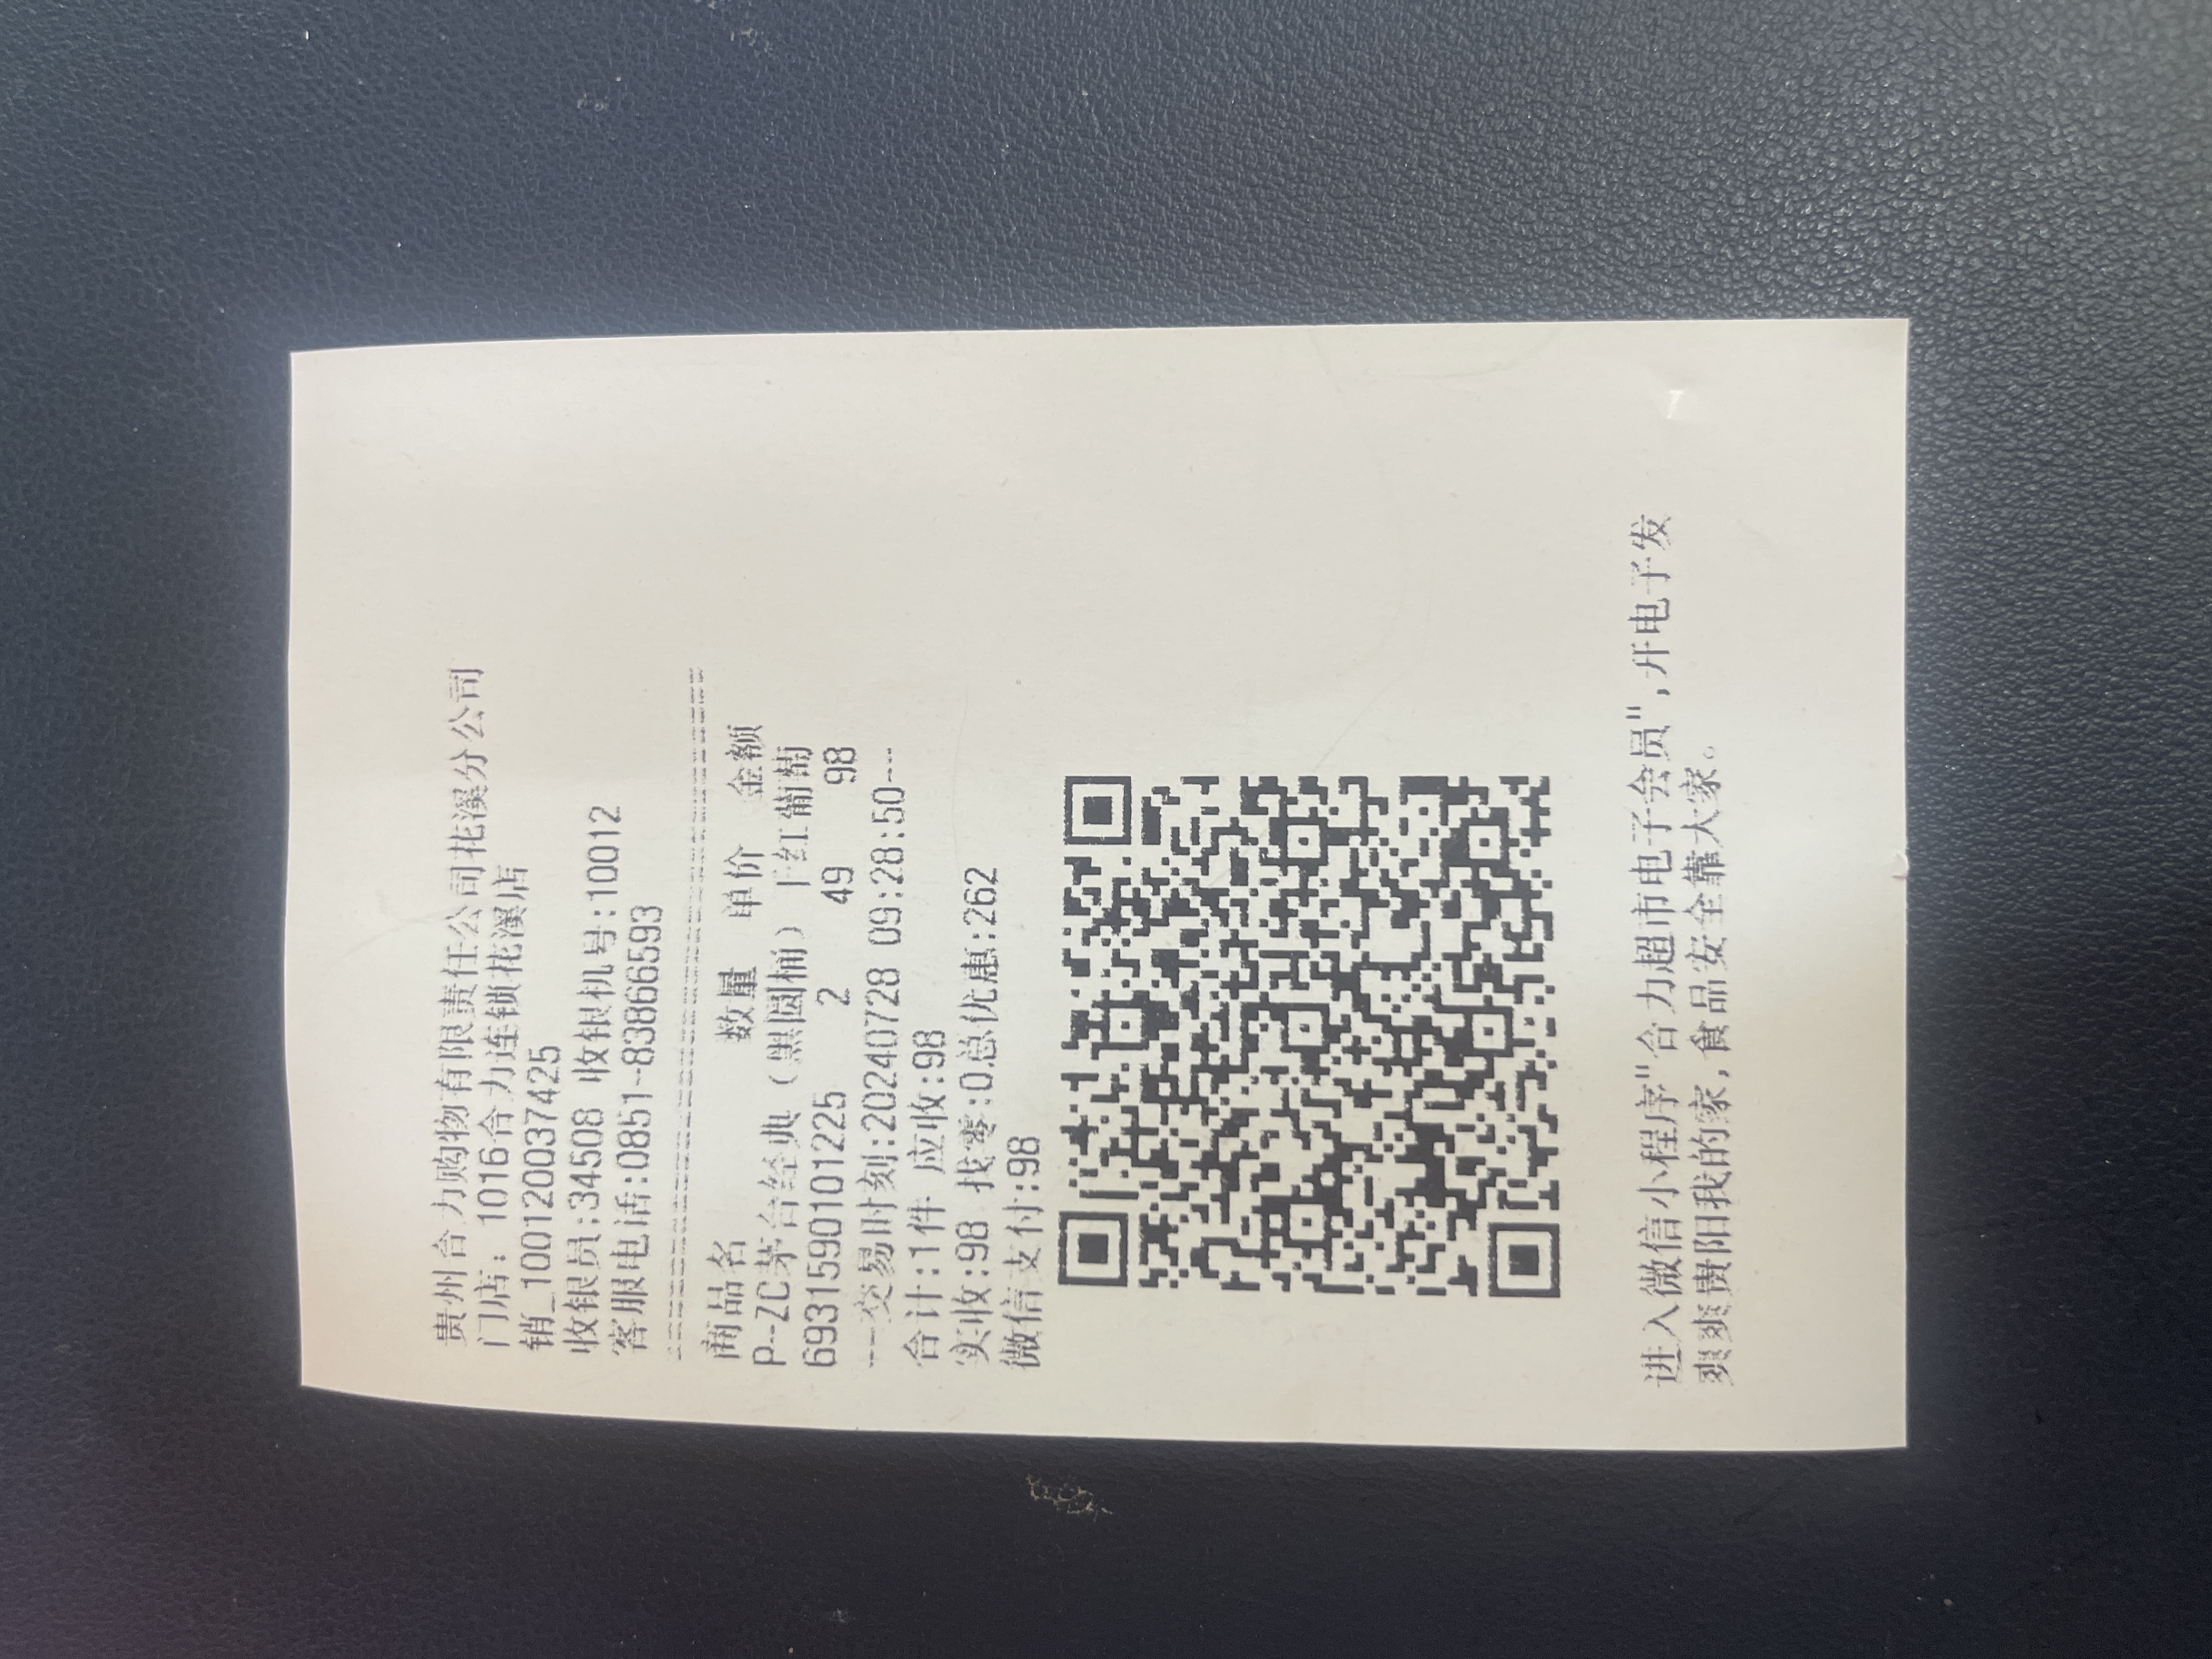 贵州合力购物有限责任公司花溪分公司
门店: 1016合力连锁花溪店
销_100120037425
收银员:34508 收银机号:10012
客服电话:0851-83866593
商品名 数量 单价 金额
P-ZC茅台经典（黑圆桶）干红葡萄
6931590101225 2 49 98
---交易时刻:20240728 09:28:50---
合计:1件 应收:98
实收:98 找零:0总优惠:262
微信支付:98
进入微信小程序"合力超市电子会员",开电子发
爽爽贵阳我的家,食品安全靠大家。